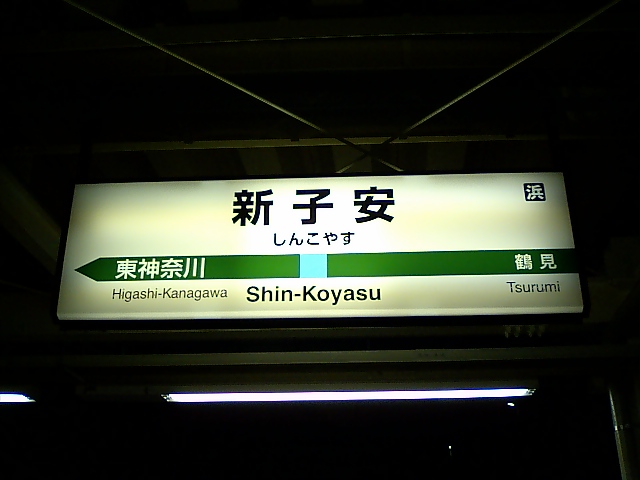 新子安
浜
しんこやす
東神奈川
鶴見
Higashi-Kanagawa
Shin-Koyasu
Tsurumi